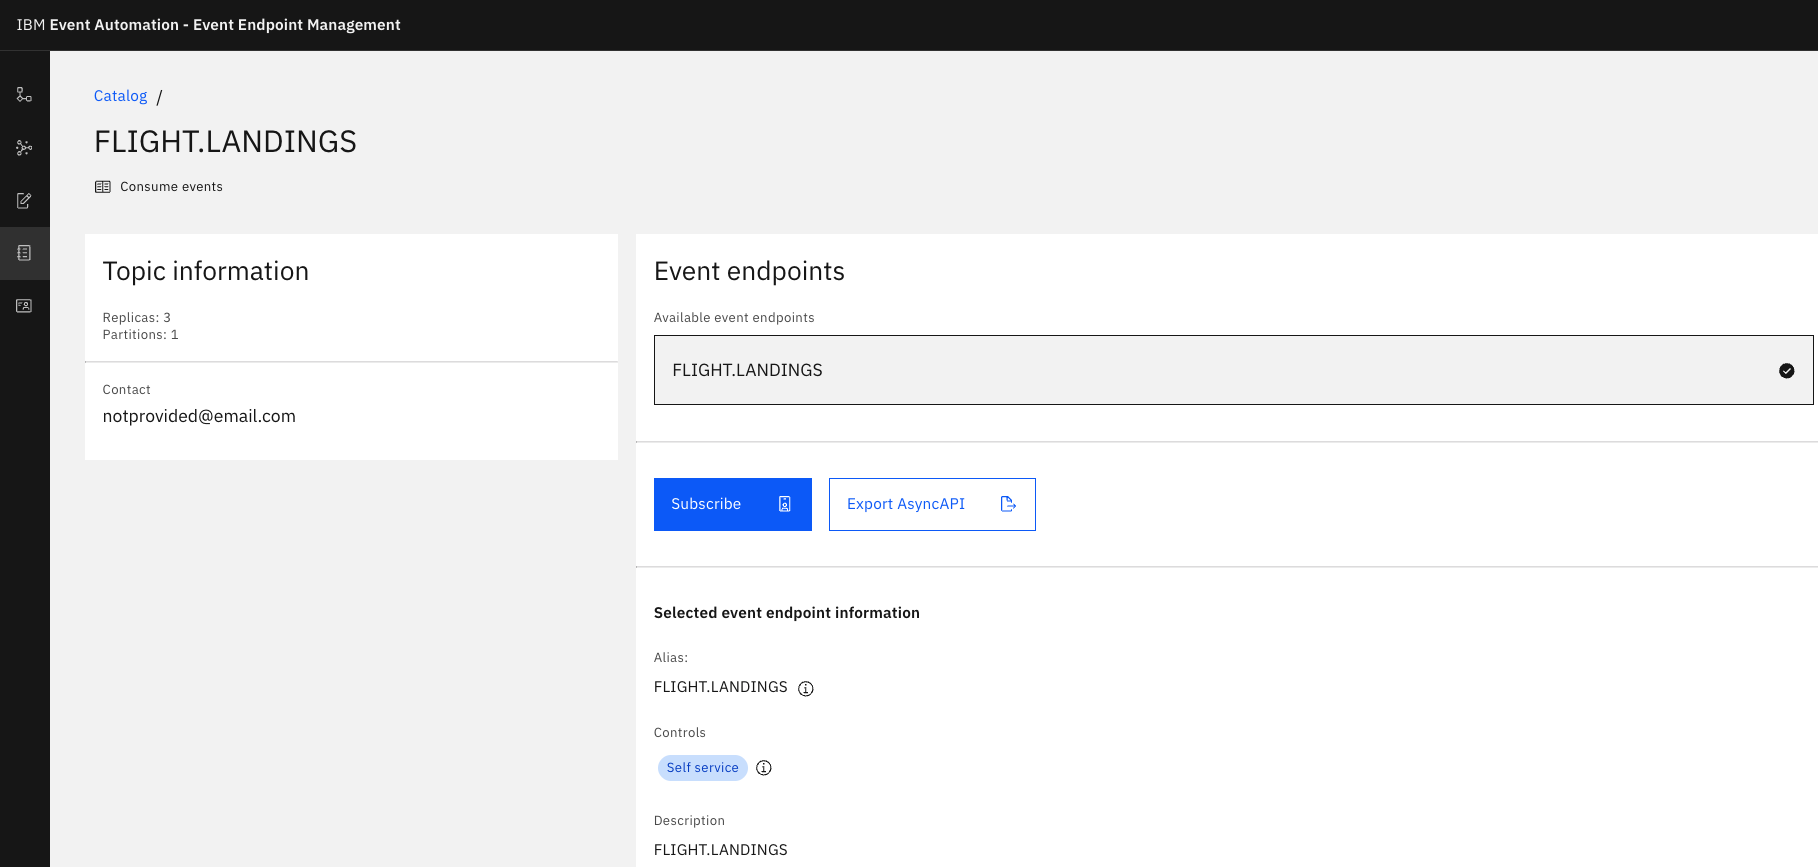 IBM Event Automation - Event Endpoint Management
Catalog /
FLIGHT.LANDINGS
Consume events
Topic information
Replicas: 3
Partitions: 1
Contact
notprovided@email.com
Event endpoints
Available event endpoints
FLIGHT.LANDINGS
Subscribe
Export AsyncAPI
Selected event endpoint information
Alias:
FLIGHT.LANDINGS
Controls
Self service
Description
FLIGHT.LANDINGS